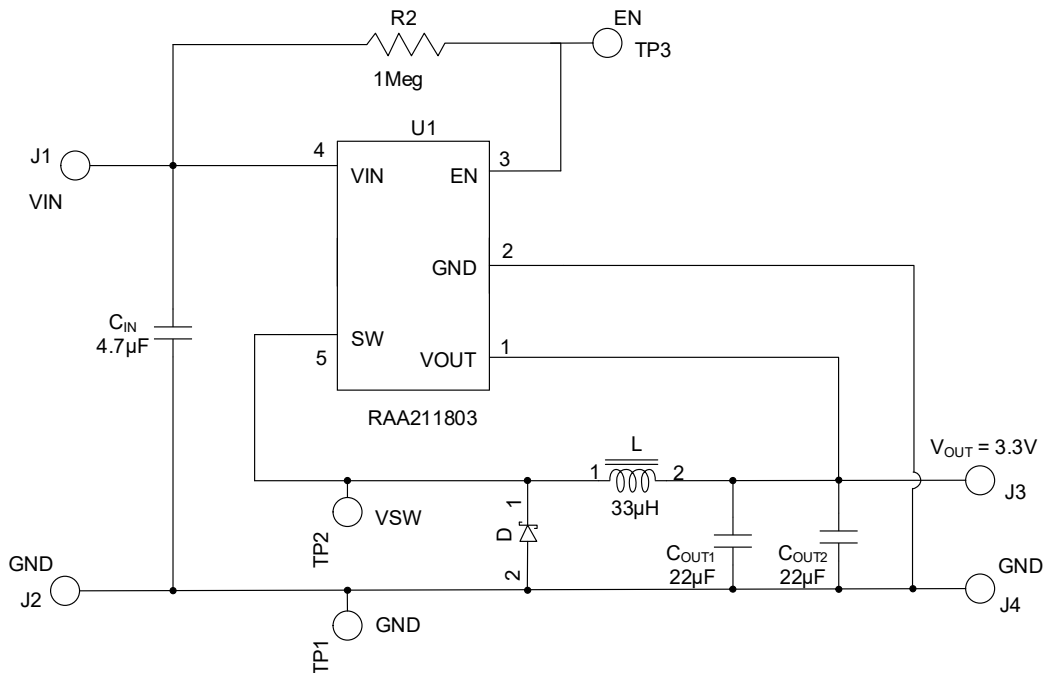 R2
1Meg
EN
TP3
U1
J1
VIN
4
VIN
EN
3
GND
2
C_IN
4.7µF
SW
5
VOUT
1
RAA211803
L
1
2
33µH
V_OUT = 3.3V
J3
VSW
TP2
1
D
2
C_OUT1
22µF
C_OUT2
22µF
GND
J2
GND
J4
GND
TP1